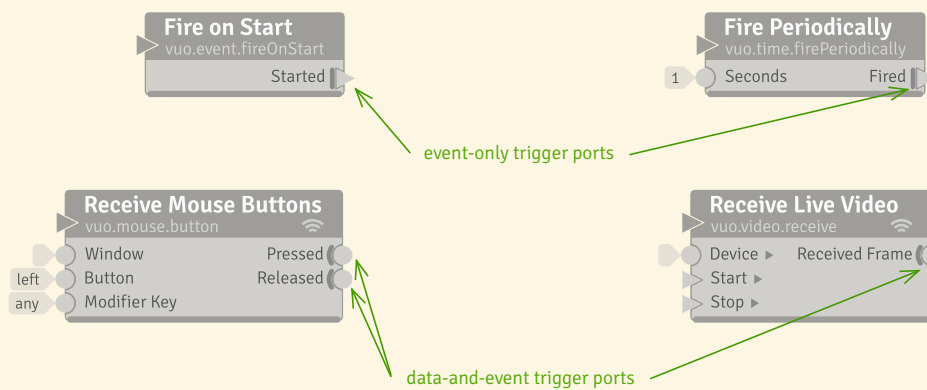 Fire on Start
vuo.event.fireOnStart
Started
Fire Periodically
vuo.time.firePeriodically
1 Seconds Fired
event-only trigger ports
Receive Mouse Buttons
vuo.mouse.button
Window Pressed
left Button Released
any Modifier Key
Receive Live Video
vuo.video.receive
Device Received Frame
Start
Stop
data-and-event trigger ports